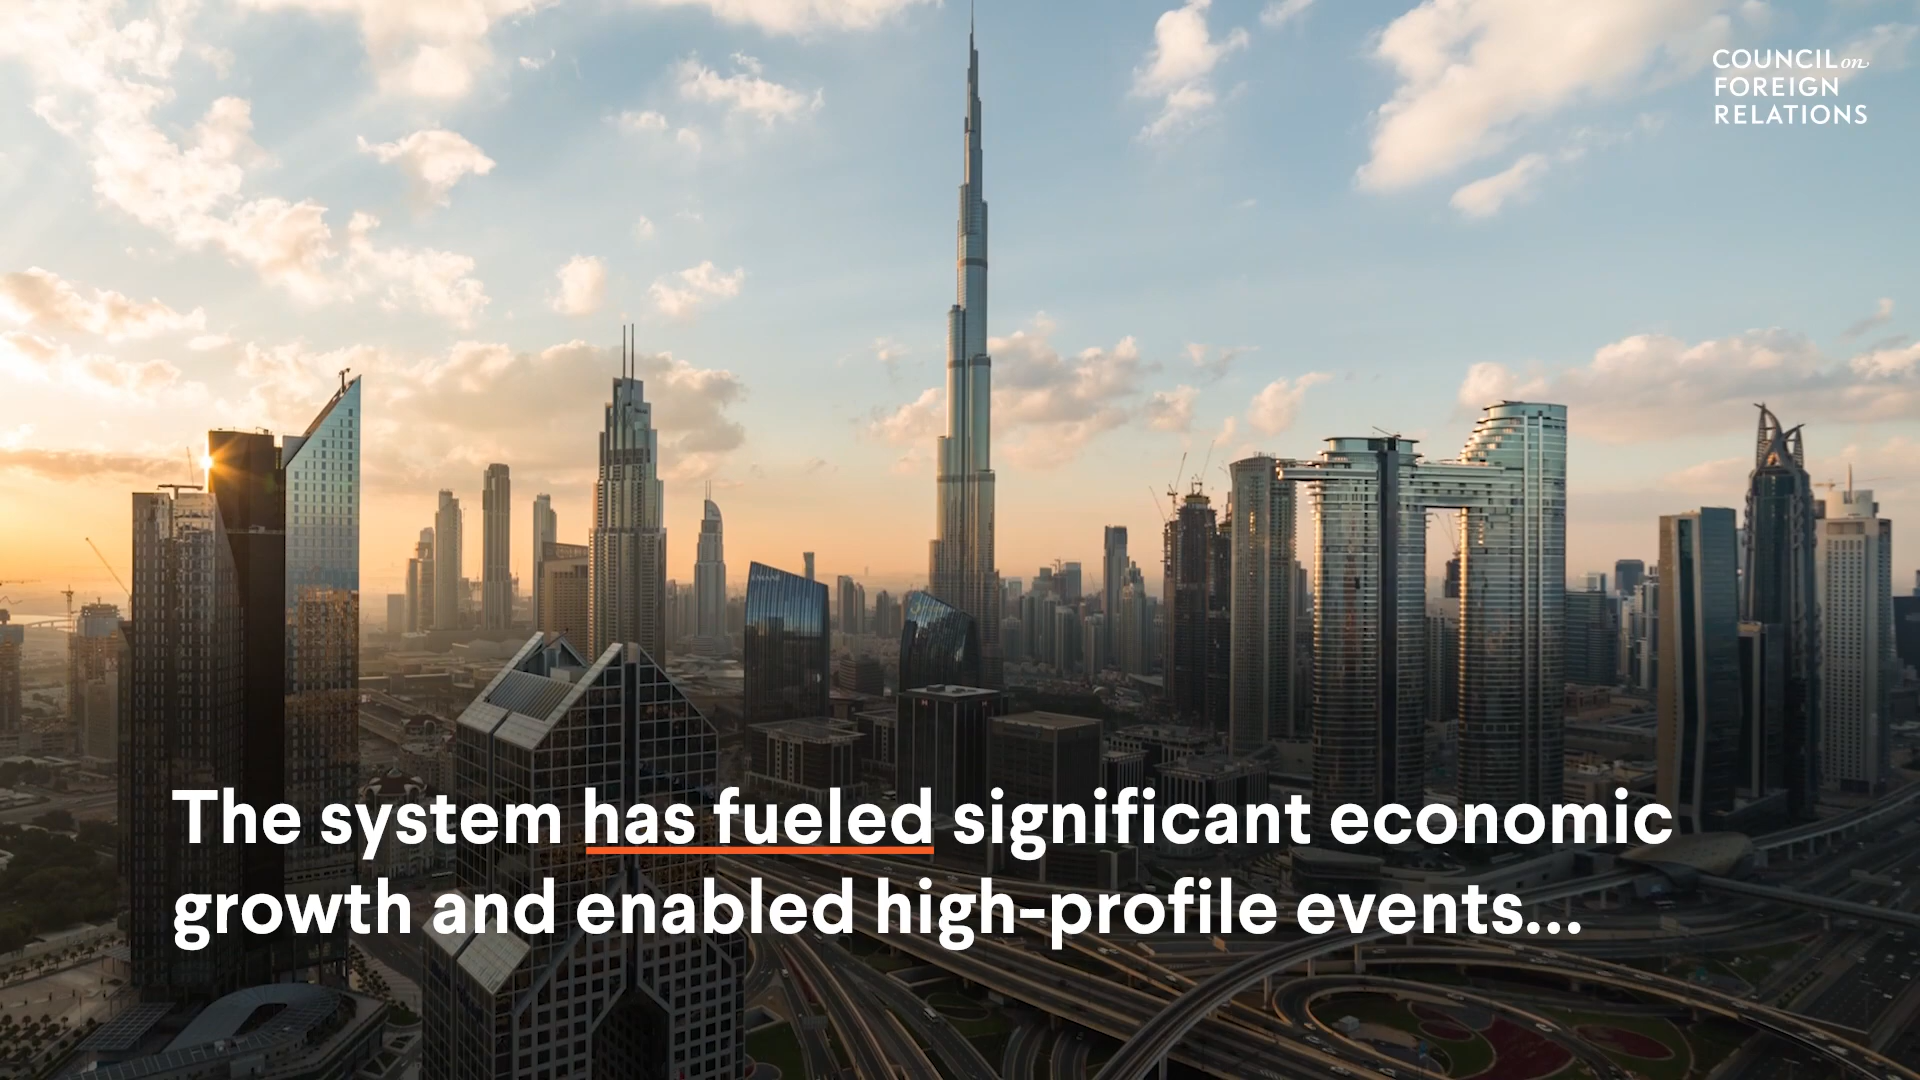 COUNCIL on
FOREIGN
RELATIONS
The system has fueled significant economic
growth and enabled high-profile events...